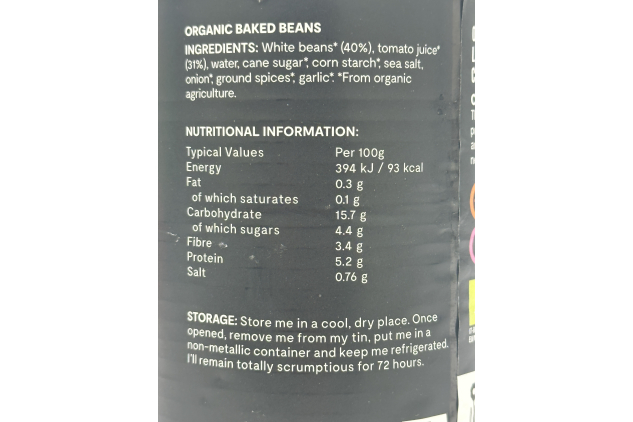 ORGANIC BAKED BEANS
INGREDIENTS: White beans* (40%), tomato juice*
(31%), water, cane sugar*, corn starch*, sea salt,
onion*, ground spices*, garlic*. *From organic
agriculture.
NUTRITIONAL INFORMATION:
Typical Values Per 100g
Energy 394 kJ / 93 kcal
Fat 0.3 g
of which saturates 0.1 g
Carbohydrate 15.7 g
of which sugars 4.4 g
Fibre 3.4 g
Protein 5.2 g
Salt 0.76 g
STORAGE: Store me in a cool, dry place. Once
opened, remove me from my tin, put me in a
non-metallic container and keep me refrigerated.
I'll remain totally scrumptious for 72 hours.